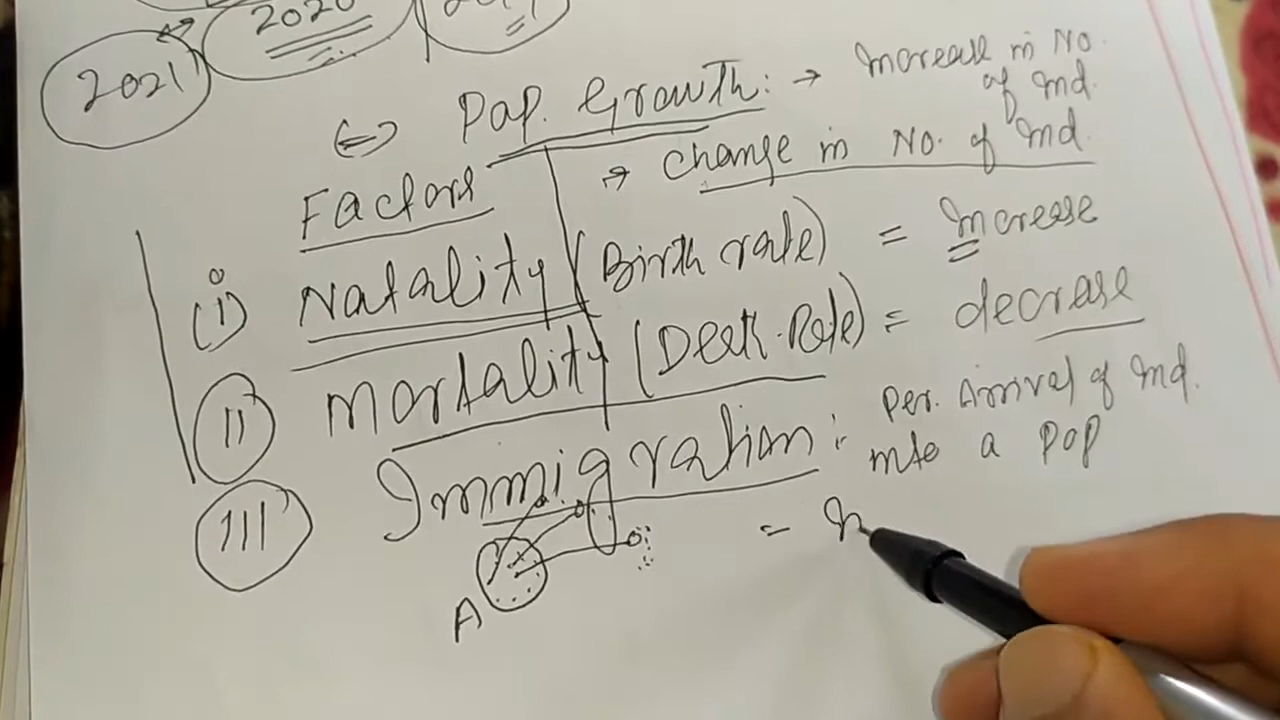 2020
2021
Pop. Growth: → Increase in No.
of Ind.
→ Change in No. of Ind.
Factors
(i) Natality (Birth rate) = Increase
II Mortality (Death Rate) = decrase
III Immigration: Per. Arrival of Ind.
into a Pop
=
A